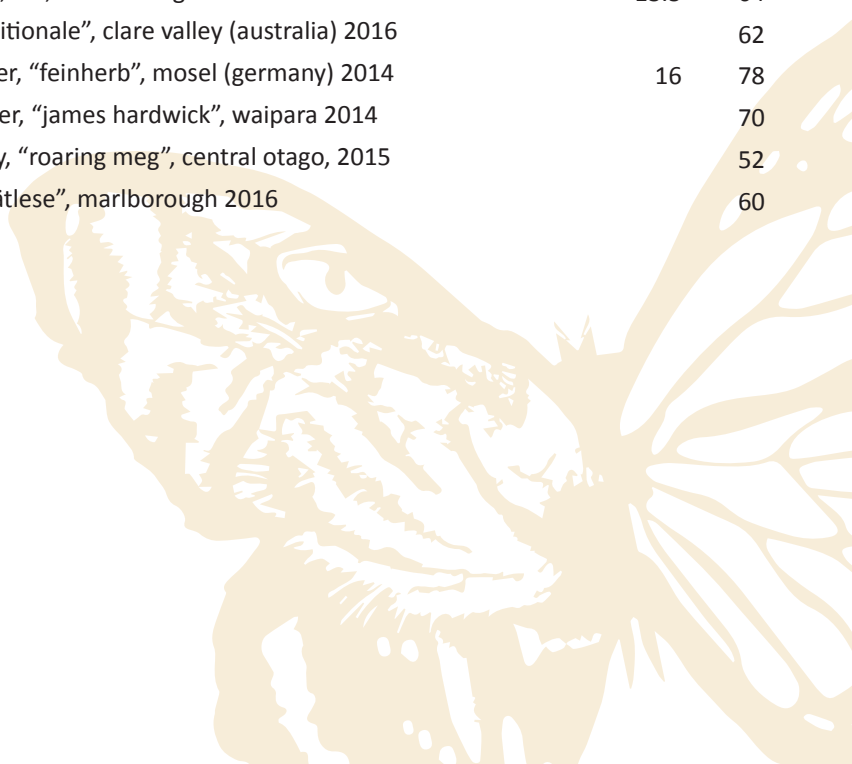 itionale”, clare valley (australia) 2016 62
er, “feinherb”, mosel (germany) 2014 16 78
er, “james hardwick”, waipara 2014 70
y, “roaring meg”, central otago, 2015 52
ätlese”, marlborough 2016 60